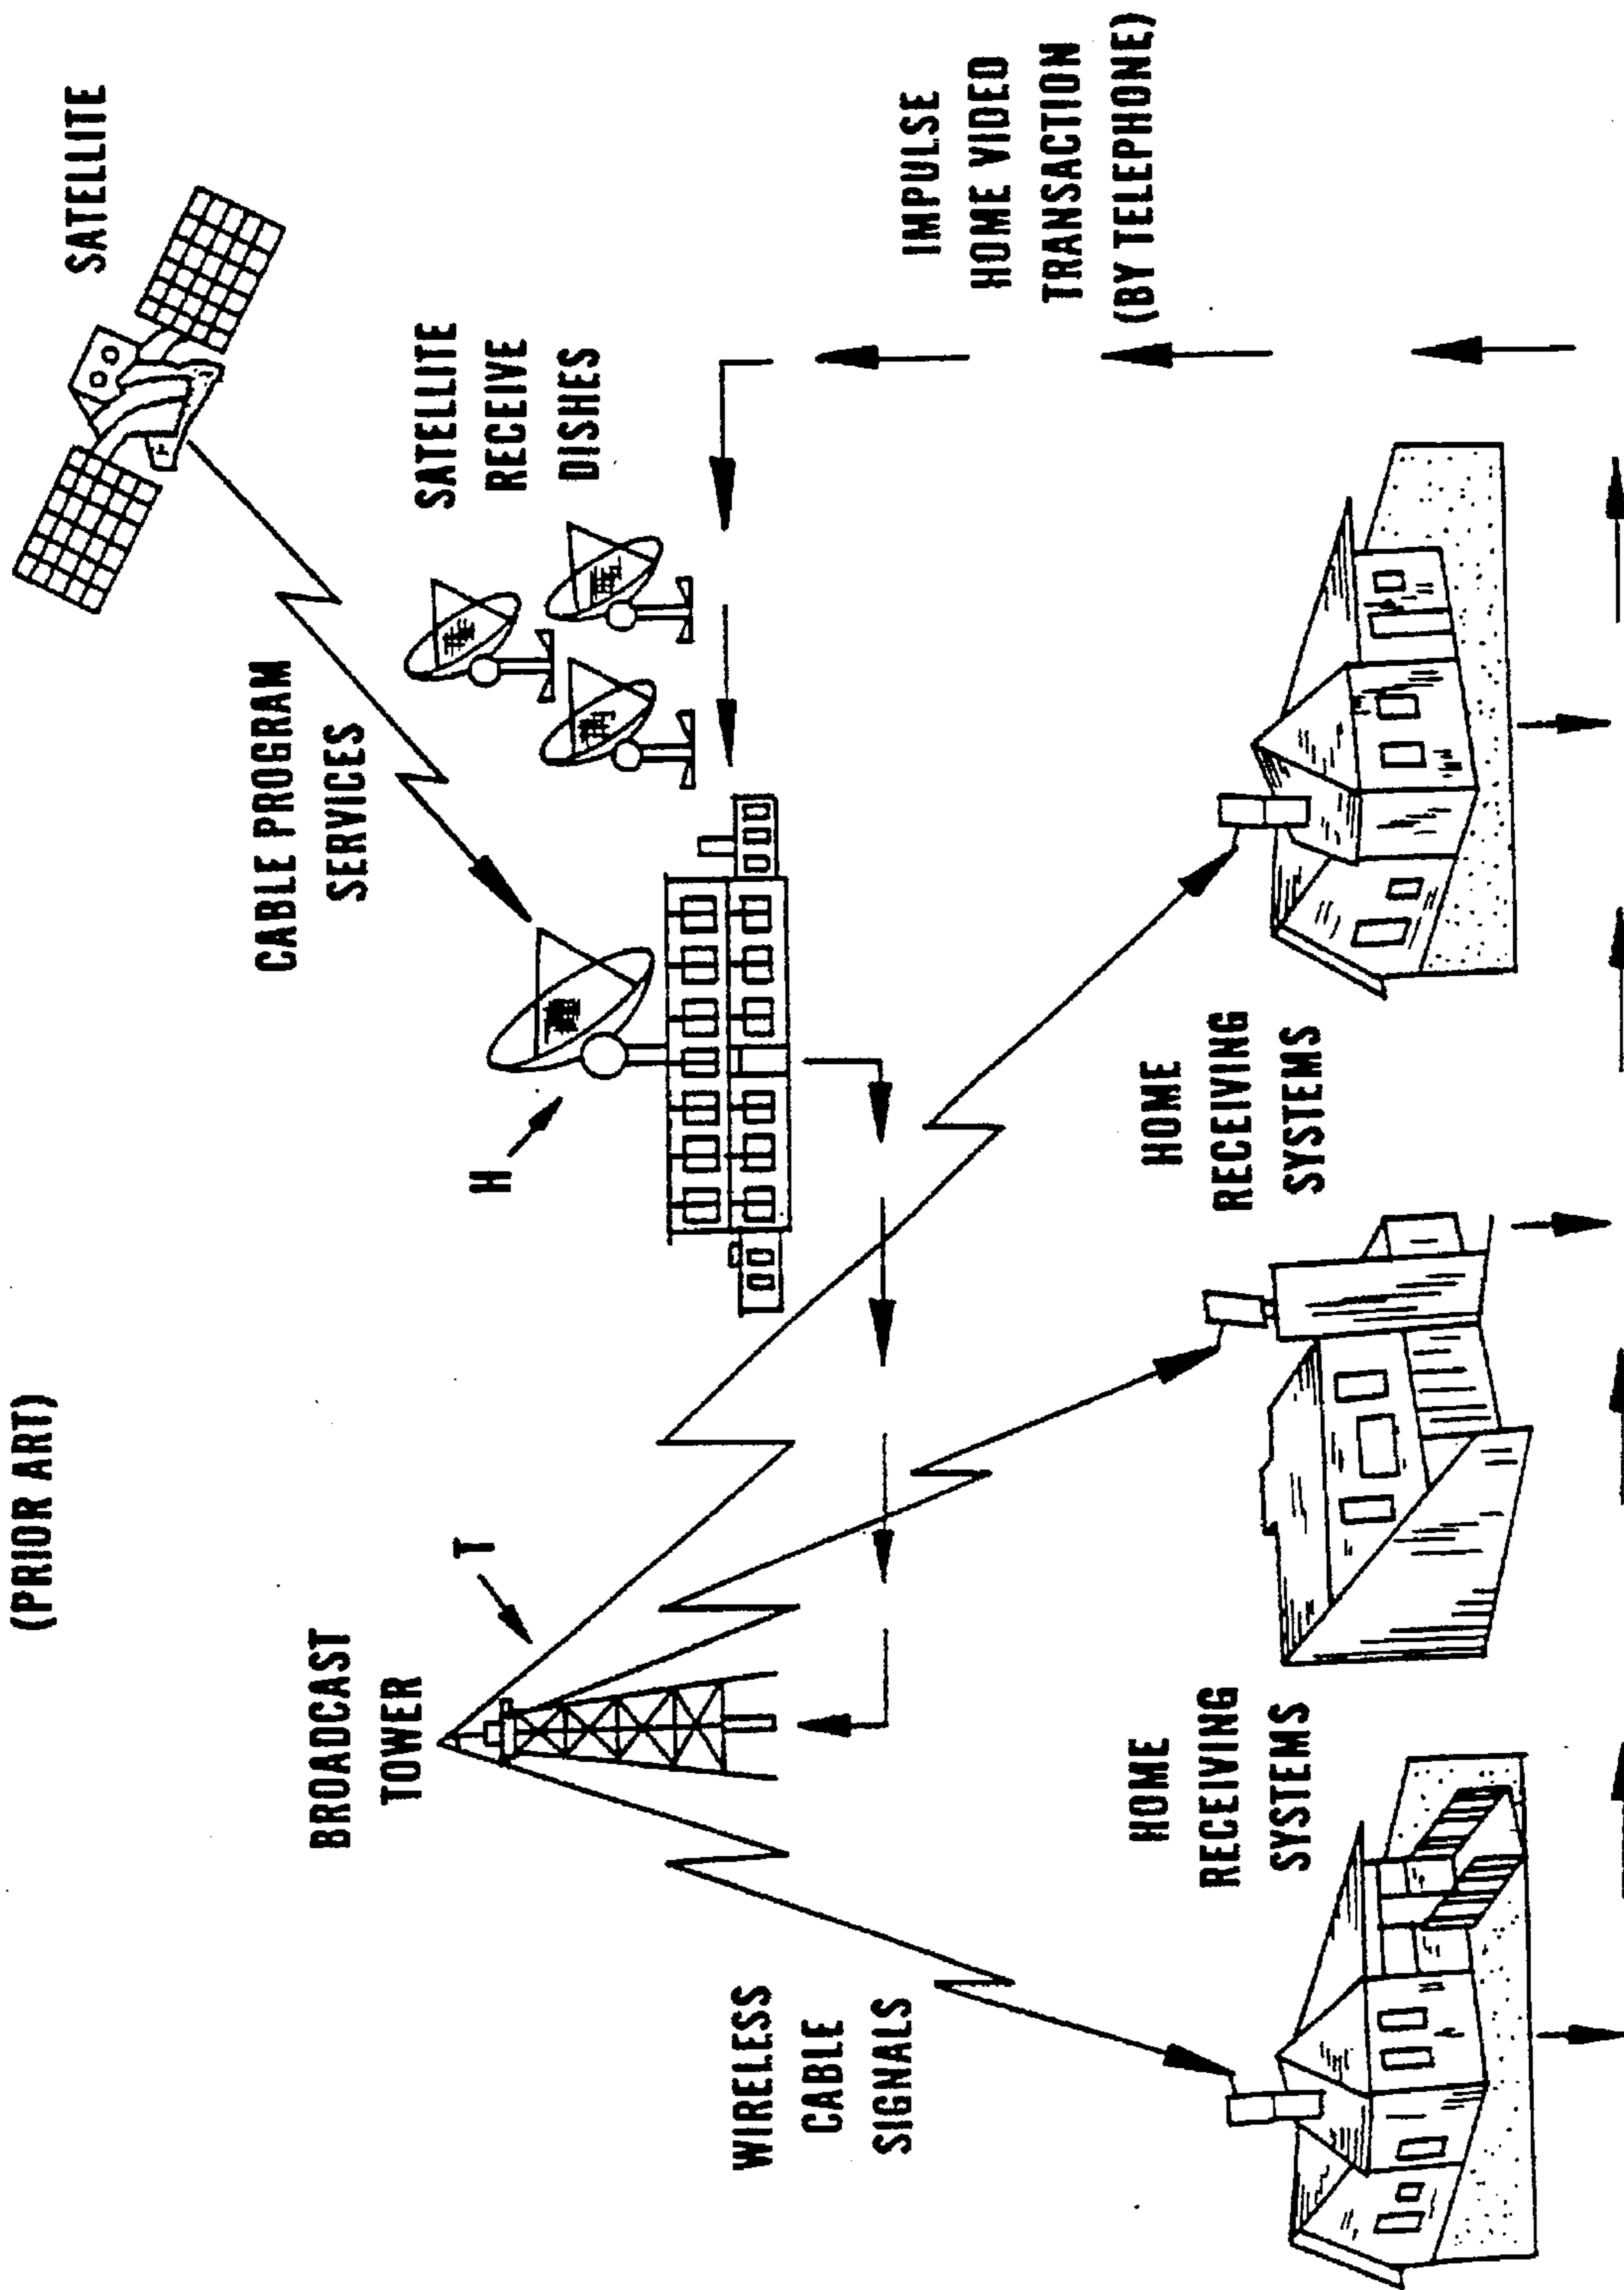 (PRIOR ART)
SATELLITE
CABLE PROGRAM
SERVICES
BROADCAST
TOWER
T
H
SATELLITE
RECEIVE
DISHES
WIRELESS
CABLE
SIGNALS
IMPULSE
HOME VIDEO
TRANSACTION
(BY TELEPHONE)
HOME
RECEIVING
SYSTEMS
HOME
RECEIVING
SYSTEMS